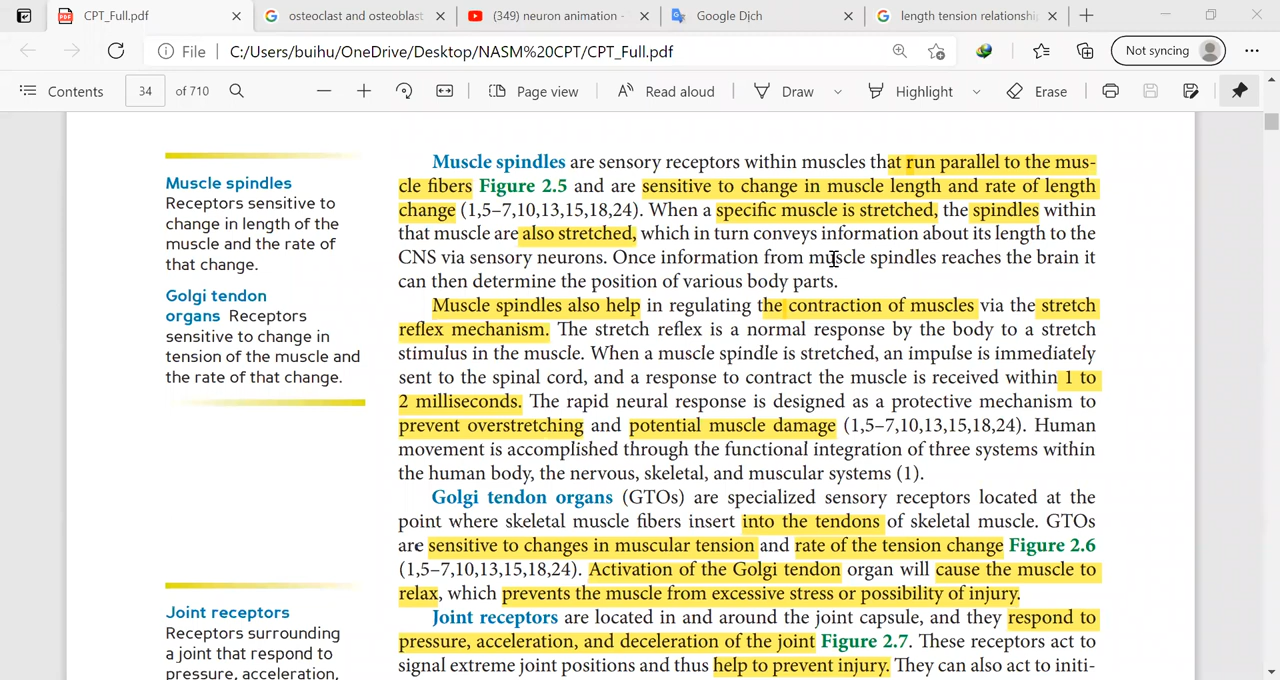 CPT_Full.pdf
osteoclast and osteoblast
(349) neuron animation -
Google Dịch
length tension relationshi
File
C:/Users/buihu/OneDrive/Desktop/NASM%20CPT/CPT_Full.pdf
Not syncing
Contents
34
of 710
Page view
Read aloud
Draw
Highlight
Erase
Muscle spindles
Receptors sensitive to
change in length of the
muscle and the rate of
that change.
Golgi tendon
organs Receptors
sensitive to change in
tension of the muscle and
the rate of that change.
Joint receptors
Receptors surrounding
a joint that respond to
pressure, acceleration,
Muscle spindles are sensory receptors within muscles that run parallel to the mus-
cle fibers Figure 2.5 and are sensitive to change in muscle length and rate of length
change (1,5–7,10,13,15,18,24). When a specific muscle is stretched, the spindles within
that muscle are also stretched, which in turn conveys information about its length to the
CNS via sensory neurons. Once information from muscle spindles reaches the brain it
can then determine the position of various body parts.
Muscle spindles also help in regulating the contraction of muscles via the stretch
reflex mechanism. The stretch reflex is a normal response by the body to a stretch
stimulus in the muscle. When a muscle spindle is stretched, an impulse is immediately
sent to the spinal cord, and a response to contract the muscle is received within 1 to
2 milliseconds. The rapid neural response is designed as a protective mechanism to
prevent overstretching and potential muscle damage (1,5–7,10,13,15,18,24). Human
movement is accomplished through the functional integration of three systems within
the human body, the nervous, skeletal, and muscular systems (1).
Golgi tendon organs (GTOs) are specialized sensory receptors located at the
point where skeletal muscle fibers insert into the tendons of skeletal muscle. GTOs
are sensitive to changes in muscular tension and rate of the tension change Figure 2.6
(1,5–7,10,13,15,18,24). Activation of the Golgi tendon organ will cause the muscle to
relax, which prevents the muscle from excessive stress or possibility of injury.
Joint receptors are located in and around the joint capsule, and they respond to
pressure, acceleration, and deceleration of the joint Figure 2.7. These receptors act to
signal extreme joint positions and thus help to prevent injury. They can also act to initi-